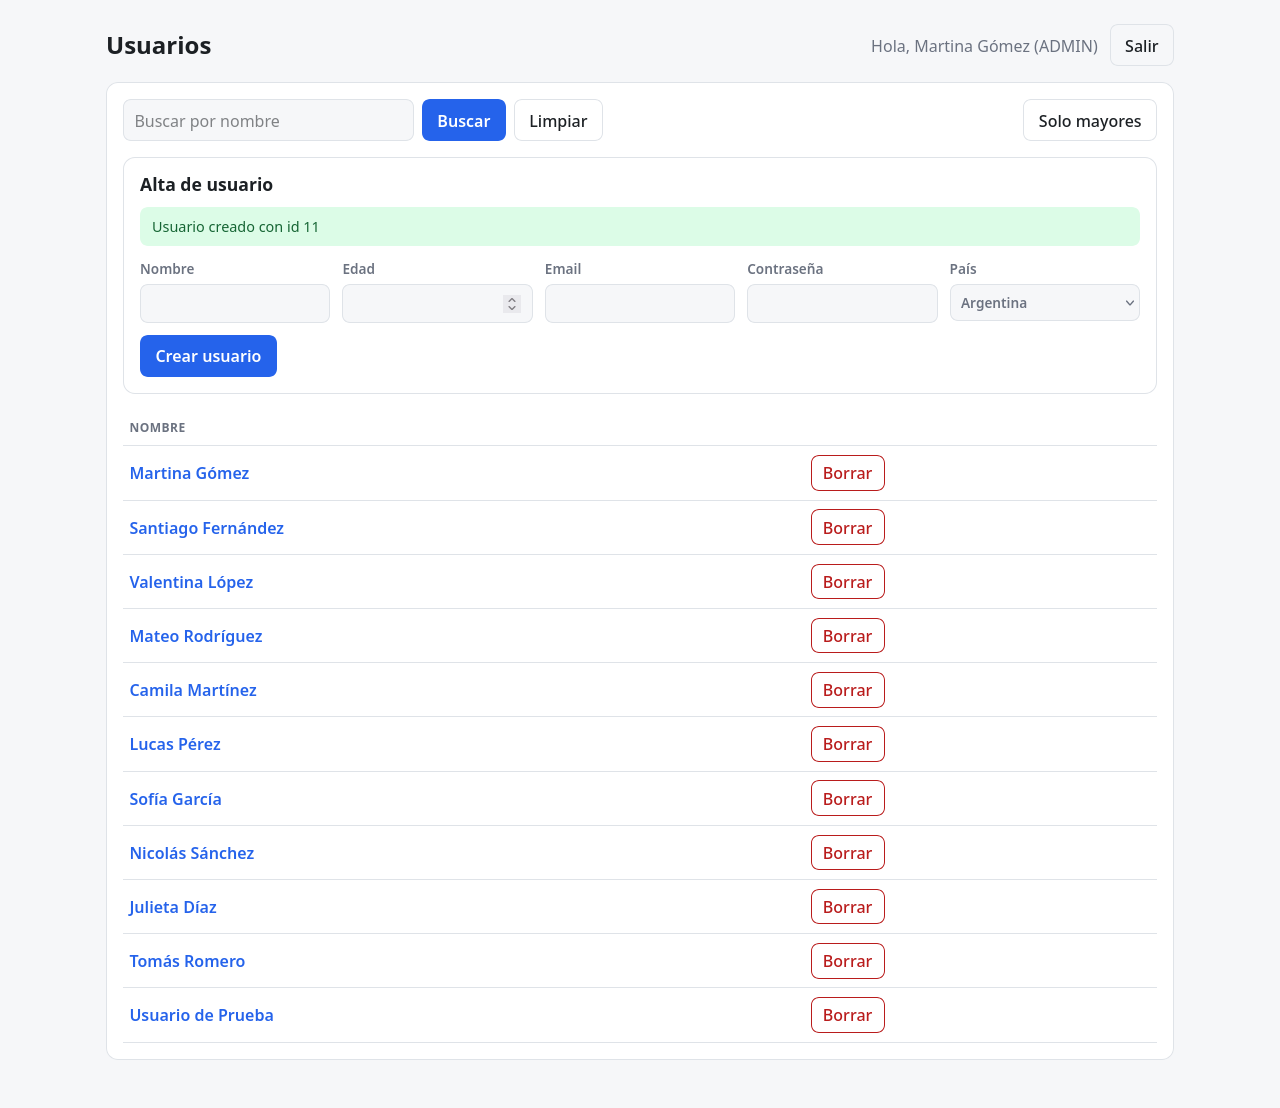 Usuarios
Hola, Martina Gómez (ADMIN) Salir
Buscar por nombre Buscar Limpiar Solo mayores
Alta de usuario
Usuario creado con id 11
Nombre Edad Email Contraseña País
Argentina
Crear usuario
NOMBRE
Martina Gómez Borrar
Santiago Fernández Borrar
Valentina López Borrar
Mateo Rodríguez Borrar
Camila Martínez Borrar
Lucas Pérez Borrar
Sofía García Borrar
Nicolás Sánchez Borrar
Julieta Díaz Borrar
Tomás Romero Borrar
Usuario de Prueba Borrar